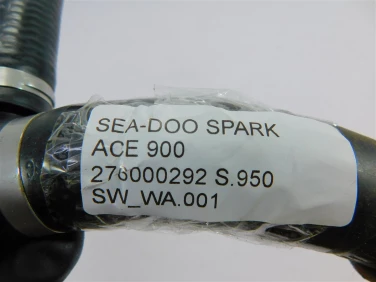 SEA-DOO SPARK
ACE 900
276000292 S.950
SW_WA.001